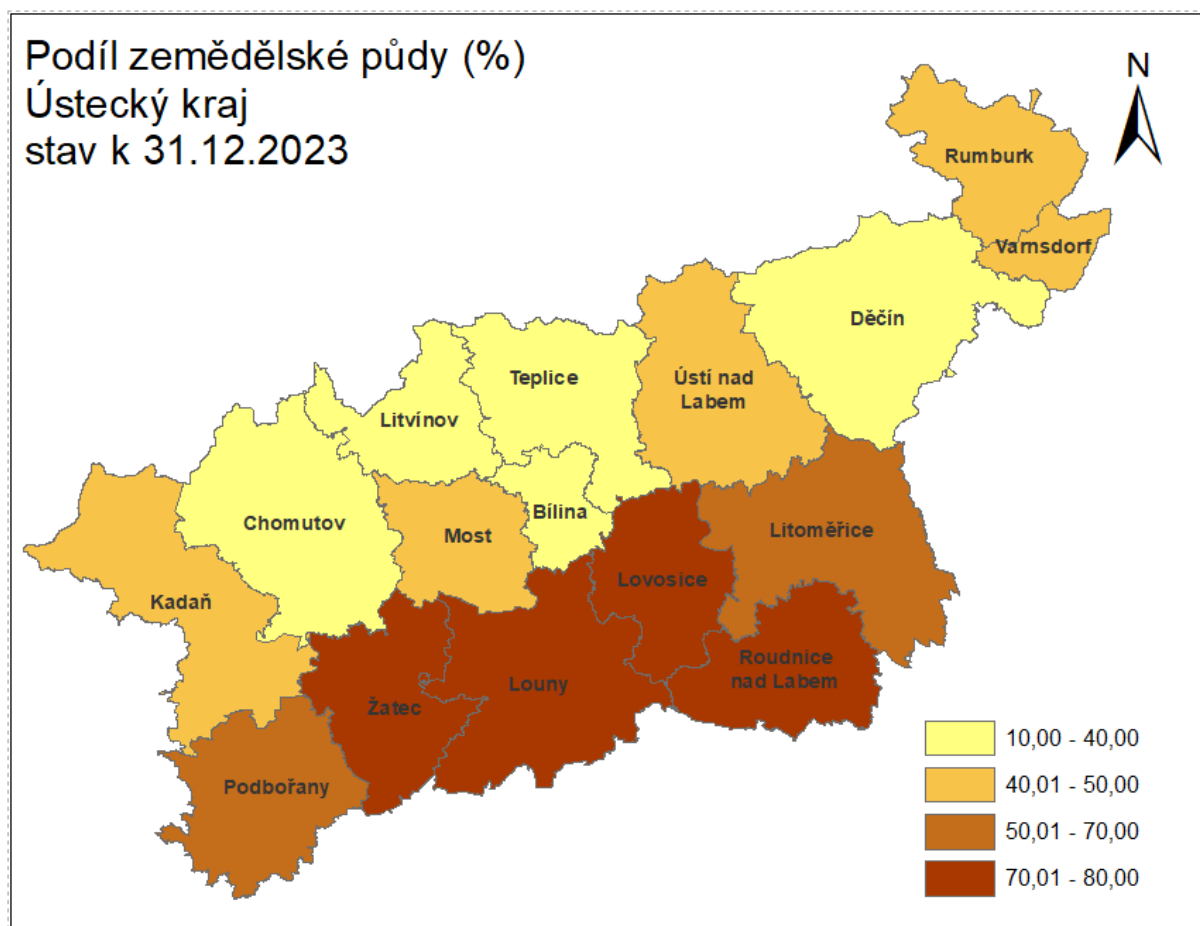 Podíl zemědělské půdy (%)
Ústecký kraj
stav k 31.12.2023
N
Rumburk
Varnsdorf
Děčín
Teplice
Ústí nad
Labem
Litvínov
Chomutov
Most
Bílina
Litoměřice
Lovosice
Kadaň
Roudnice
nad Labem
Louny
Žatec
Podbořany
10,00 - 40,00
40,01 - 50,00
50,01 - 70,00
70,01 - 80,00